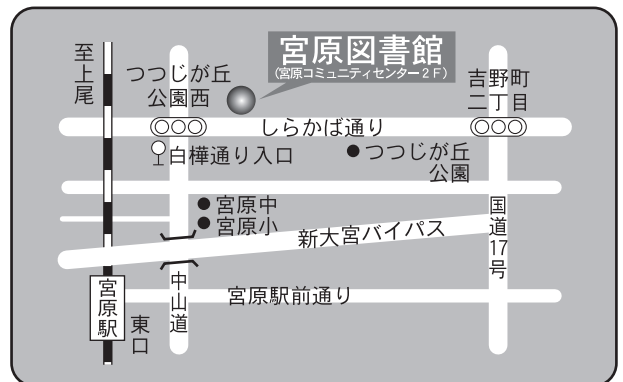 至上尾
つつじが丘
公園西
宮原図書館
(宮原コミュニティセンター2F)
吉野町
二丁目
しらかば通り
白樺通り入口
つつじが丘
公園
宮原中
宮原小
新大宮バイパス
国道17号
中山道
宮原駅前通り
宮原駅
東口